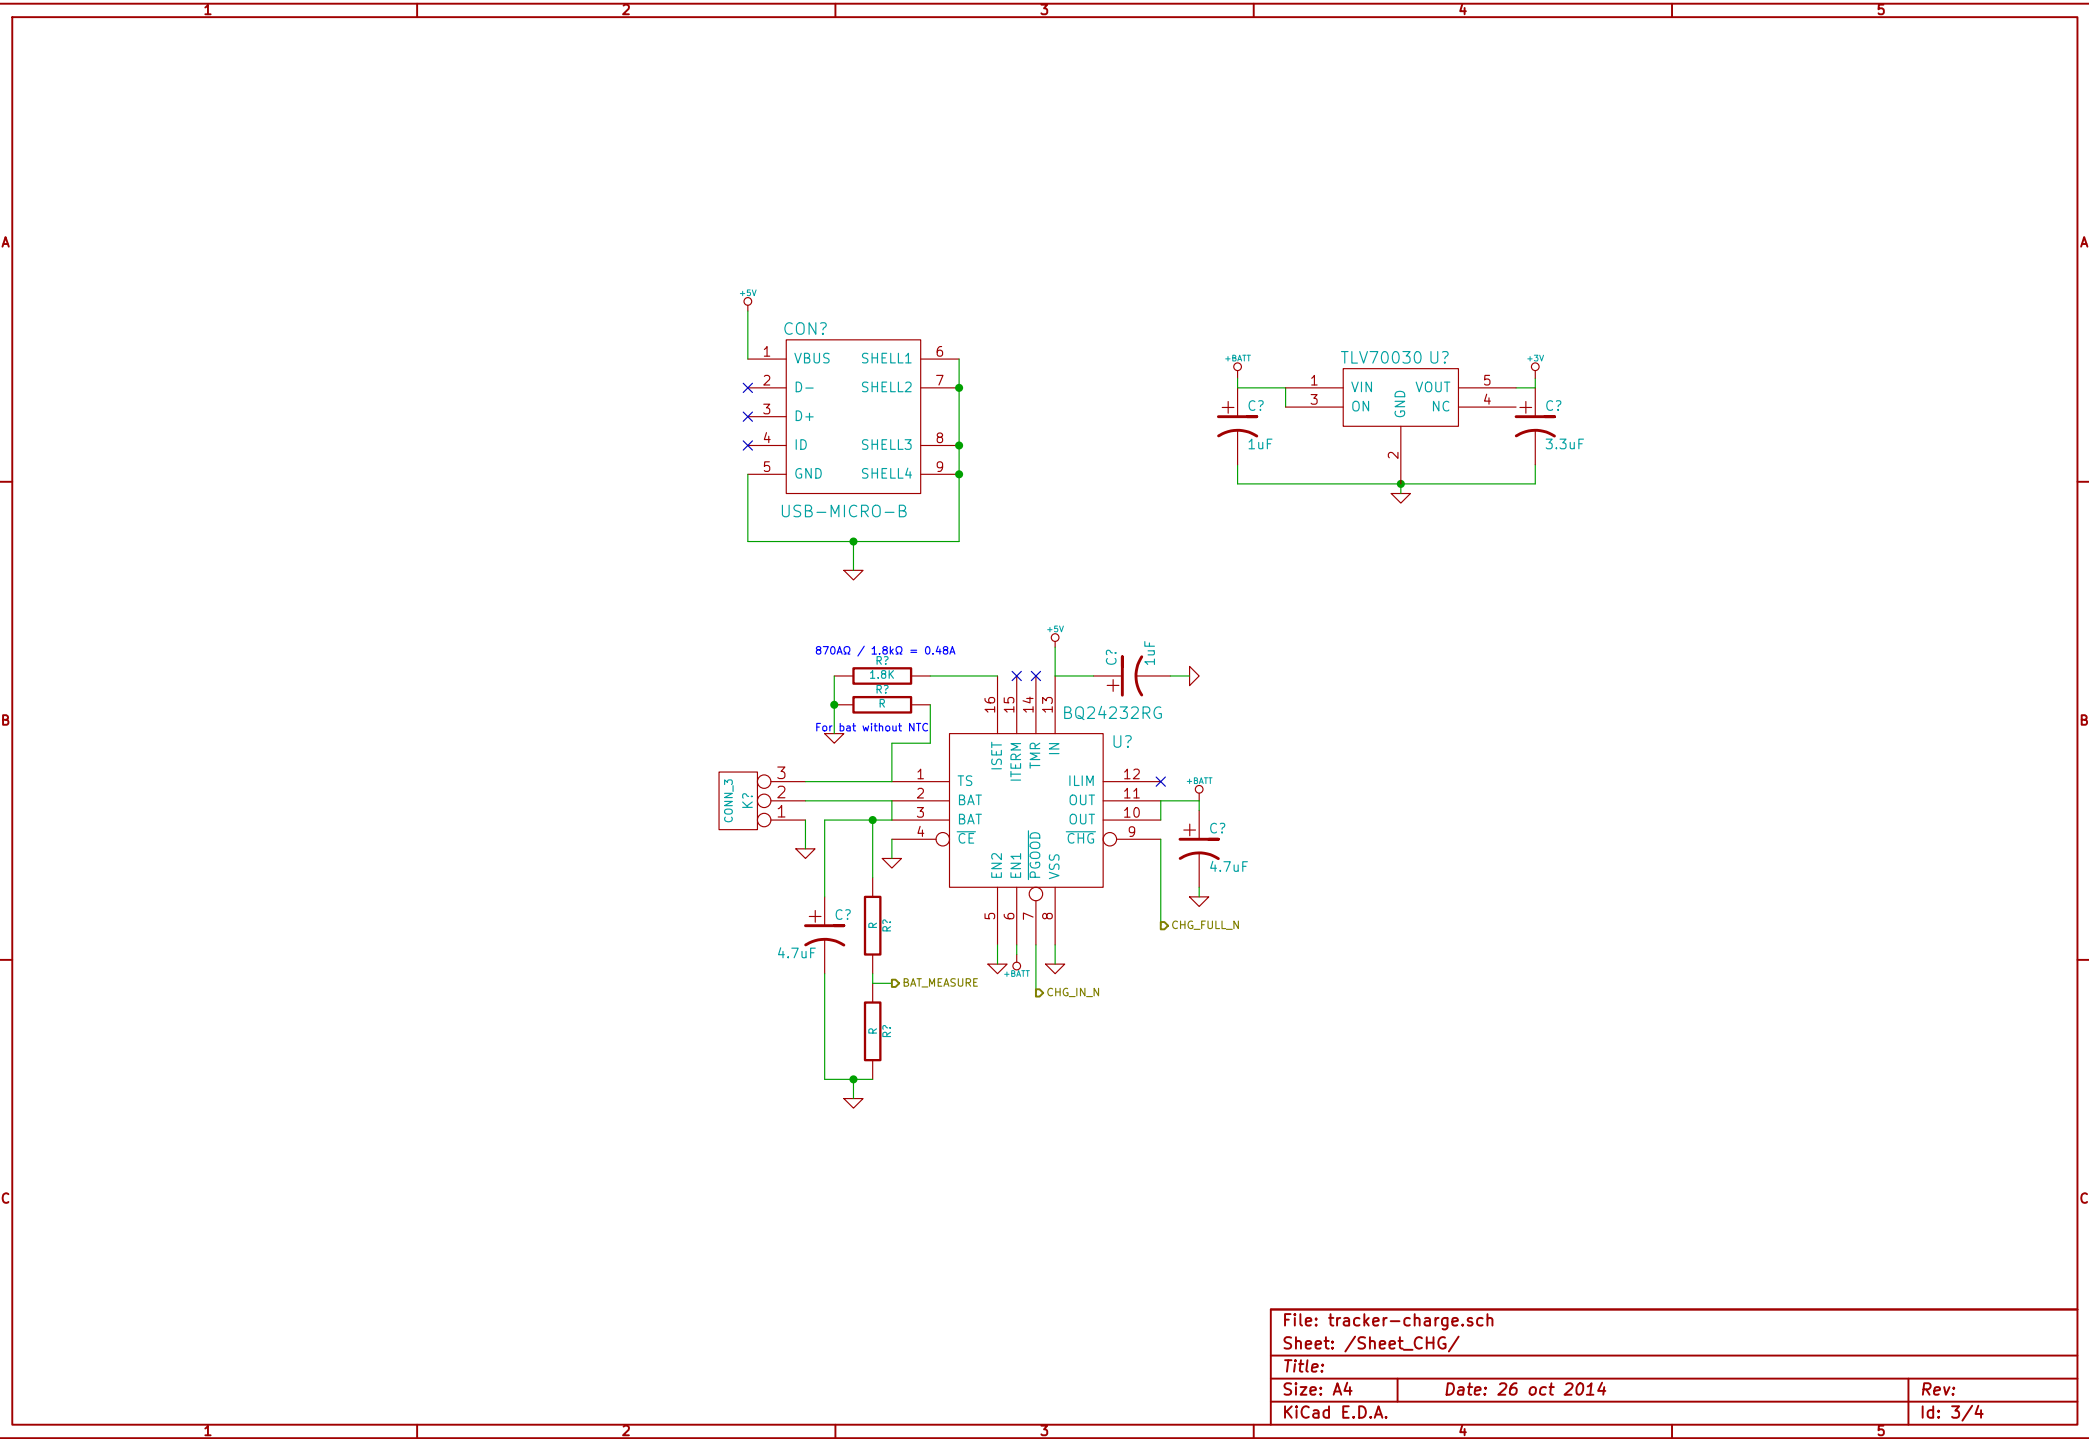 1 2 3 4 5
A A
+5V
CON?
1 VBUS SHELL1 6
2 D- SHELL2 7
3 D+
4 ID SHELL3 8
5 GND SHELL4 9
USB-MICRO-B
+BATT
TLV70030 U?
+3V
1 VIN VOUT 5
3 ON NC 4
GND
2
C?
1uF
C?
3.3uF
870AΩ / 1.8kΩ = 0.48A
R?
1.8K
R?
R
For bat without NTC
+5V
C?
1uF
B B
BQ24232RG
U?
16 15 14 13
ISET ITERM TMR IN
CONN_3
K?
3
2
1
1 TS ILIM 12
2 BAT OUT 11
3 BAT OUT 10
4 CE CHG 9
EN2 EN1 PGOOD VSS
5 6 7 8
+BATT
C?
4.7uF
CHG_FULL_N
C?
4.7uF
R
R?
+BATT
BAT_MEASURE
CHG_IN_N
R
R?
C C
File: tracker-charge.sch
Sheet: /Sheet_CHG/
Title:
Size: A4 Date: 26 oct 2014 Rev:
KiCad E.D.A. Id: 3/4
1 2 3 4 5